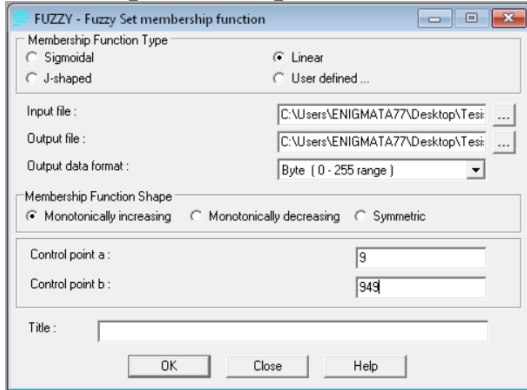 FUZZY - Fuzzy Set membership function
Membership Function Type
Sigmoidal Linear
J-shaped User defined ...
Input file : C:\Users\ENIGMATA77\Desktop\Tesi: ...
Output file : C:\Users\ENIGMATA77\Desktop\Tesi: ...
Output data format : Byte ( 0 - 255 range )
Membership Function Shape
Monotonically increasing Monotonically decreasing Symmetric
Control point a : 9
Control point b : 949
Title :
OK Close Help